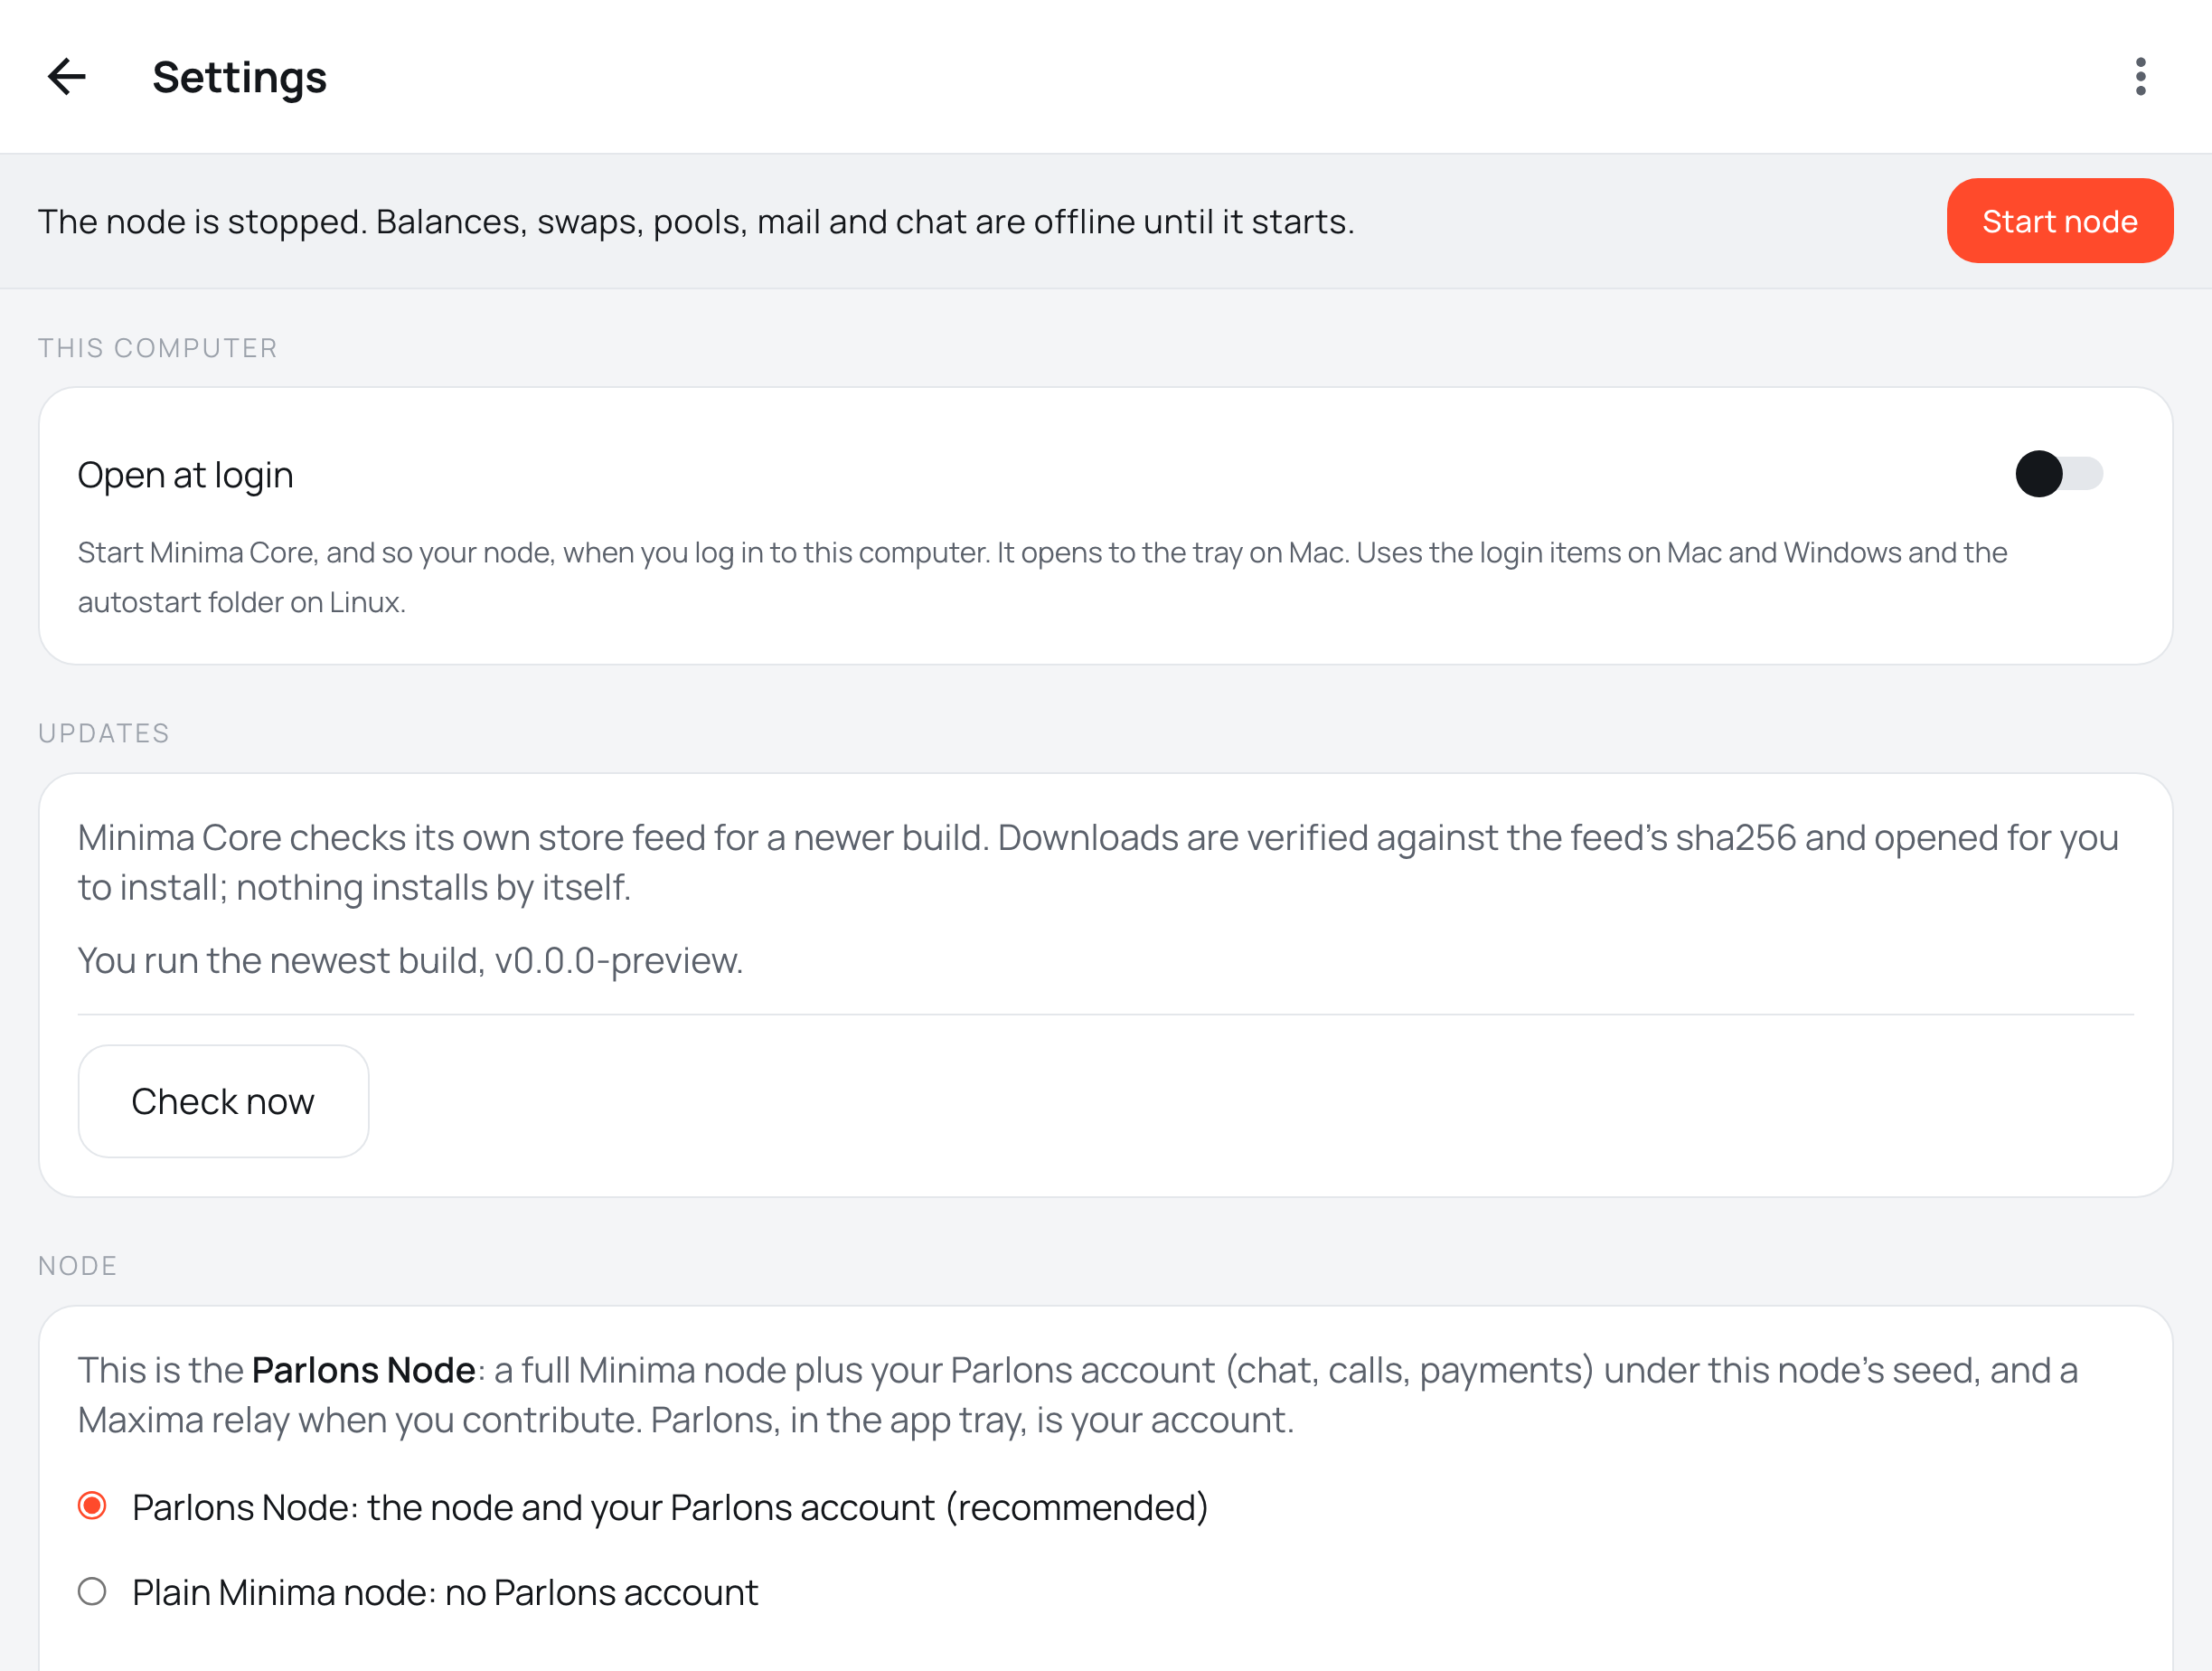 Settings
The node is stopped. Balances, swaps, pools, mail and chat are offline until it starts.
Start node
THIS COMPUTER
Open at login
Start Minima Core, and so your node, when you log in to this computer. It opens to the tray on Mac. Uses the login items on Mac and Windows and the
autostart folder on Linux.
UPDATES
Minima Core checks its own store feed for a newer build. Downloads are verified against the feed’s sha256 and opened for you
to install; nothing installs by itself.
You run the newest build, v0.0.0-preview.
Check now
NODE
This is the Parlons Node: a full Minima node plus your Parlons account (chat, calls, payments) under this node’s seed, and a
Maxima relay when you contribute. Parlons, in the app tray, is your account.
Parlons Node: the node and your Parlons account (recommended)
Plain Minima node: no Parlons account